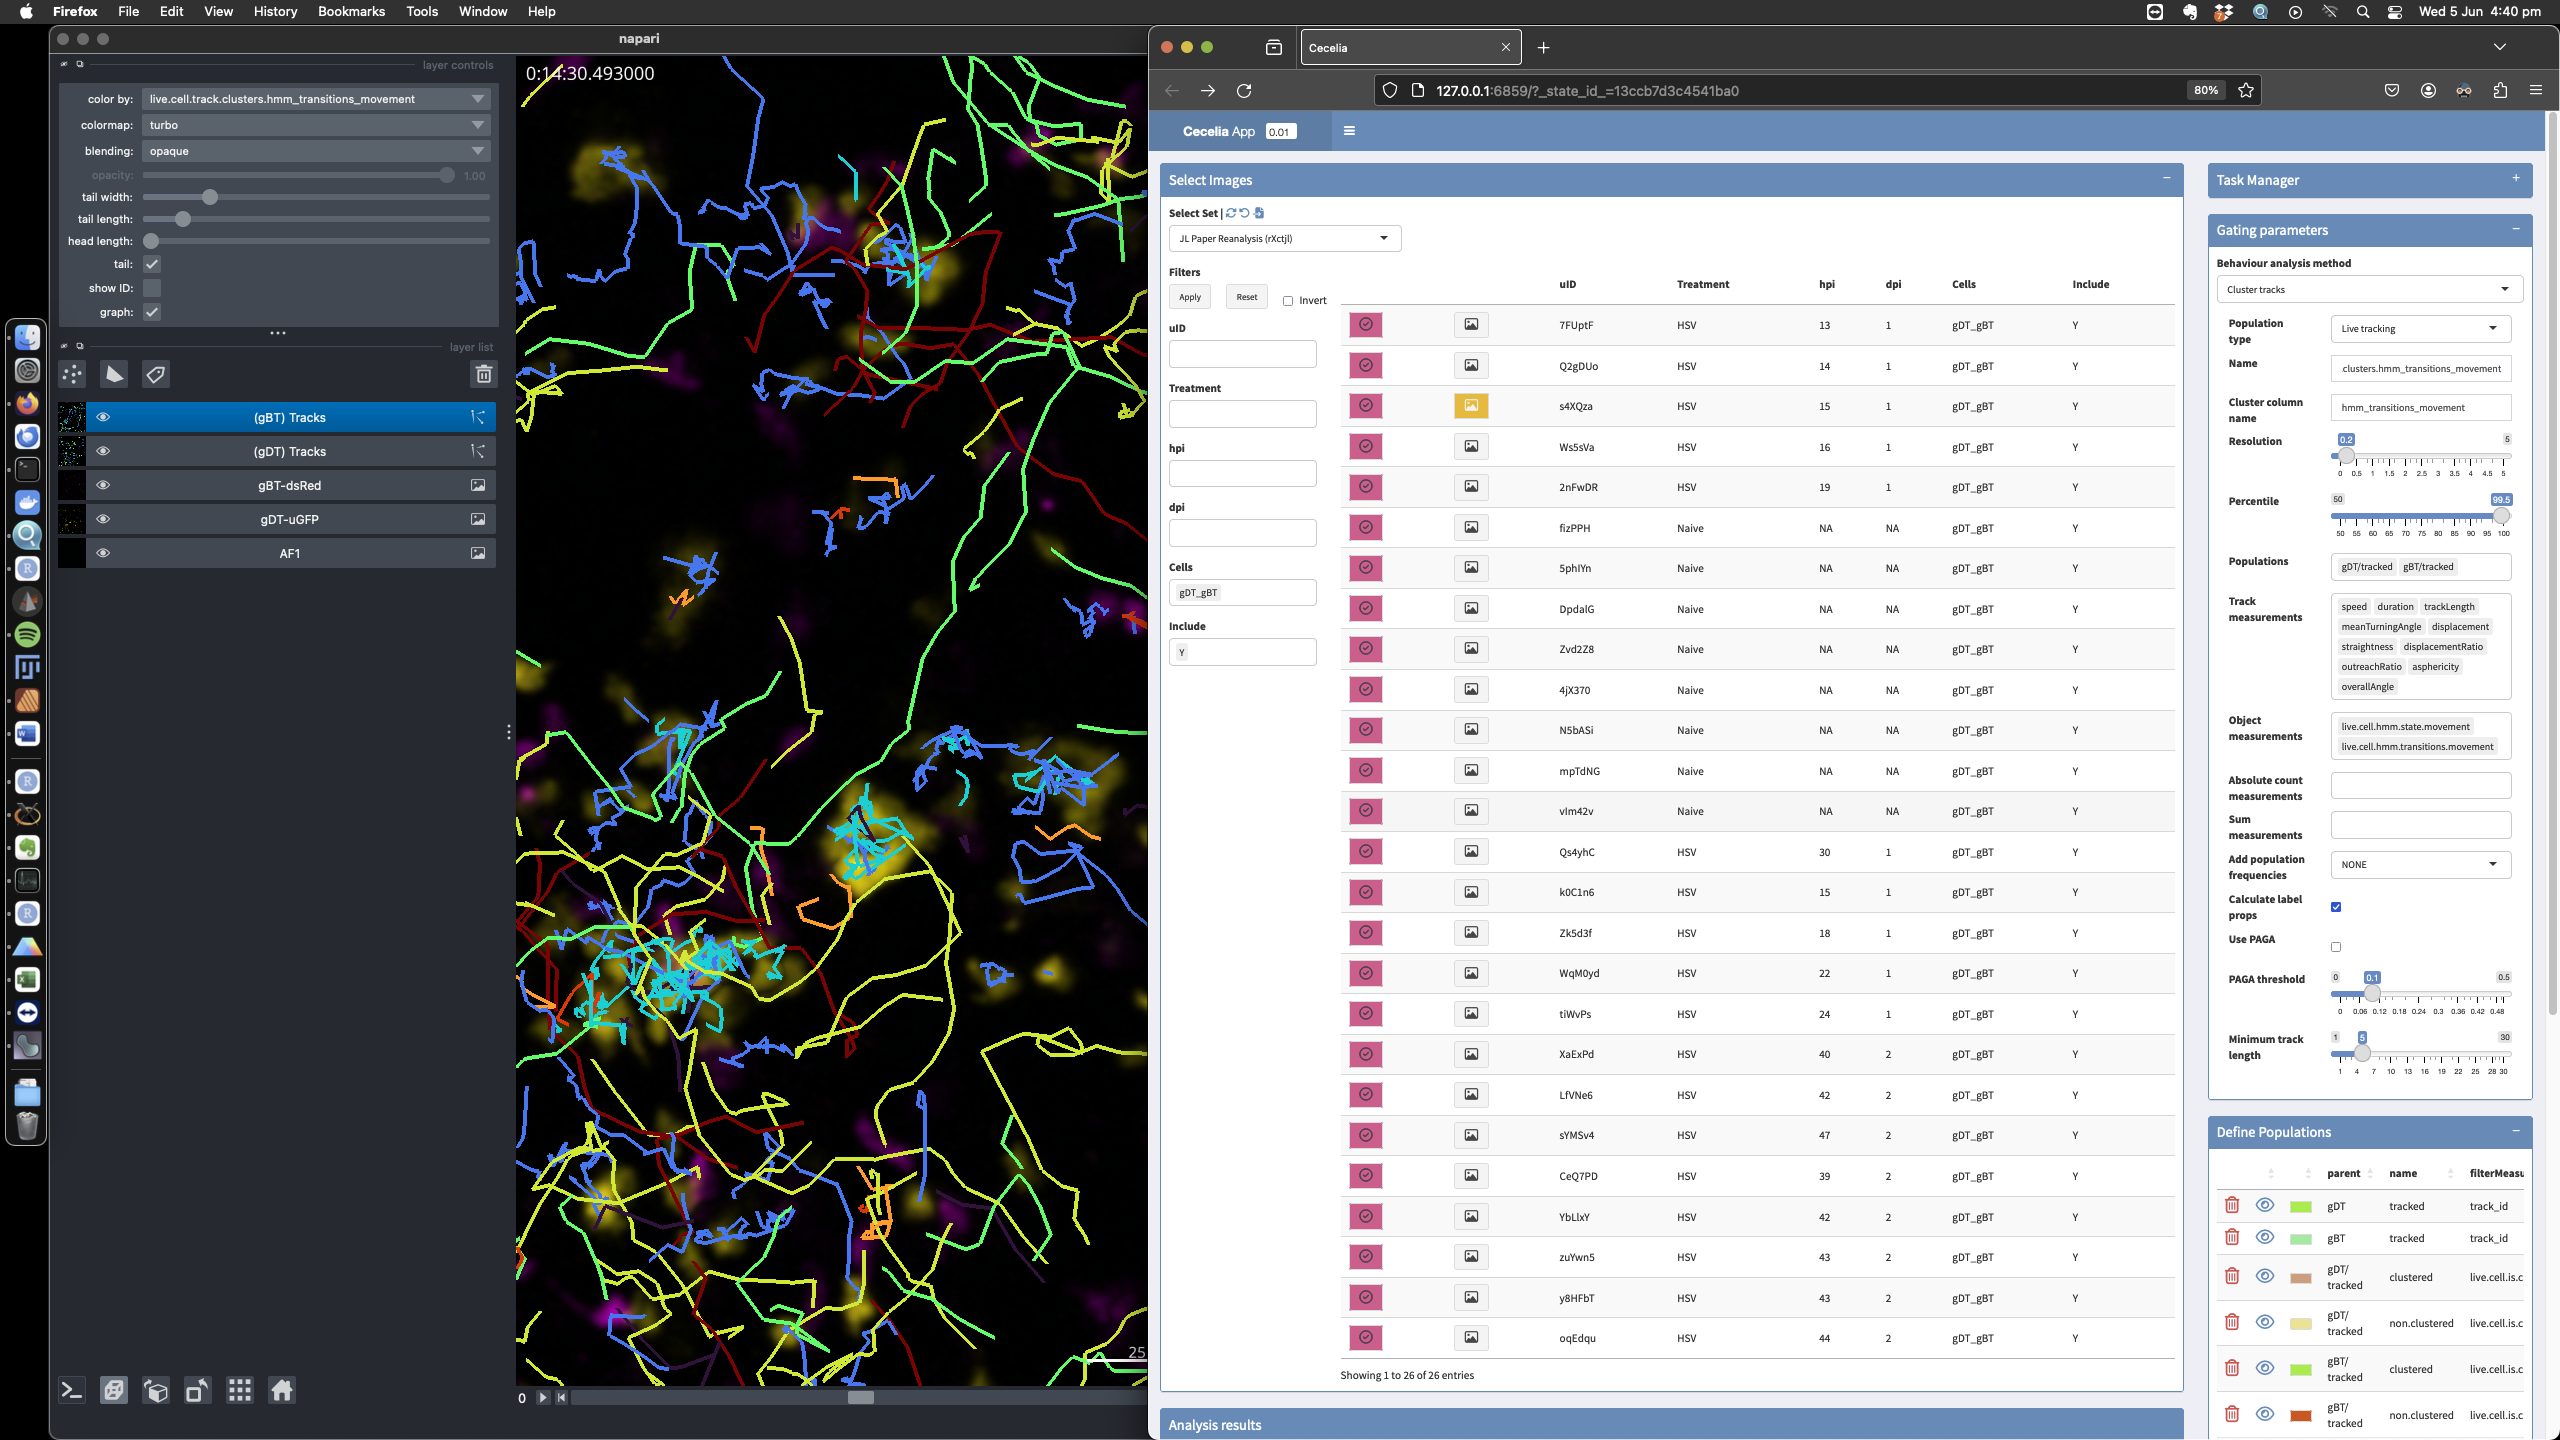 Firefox File Edit View History Bookmarks Tools Window Help
Wed 5 Jun 4:40 pm
napari
layer controls
color by: live.cell.track.clusters.hmm_transitions_movement
colormap: turbo
blending: opaque
opacity: 1.00
tail width:
tail length:
head length:
tail:
show ID:
graph:
layer list
(gBT) Tracks
(gDT) Tracks
gBT-dsRed
gDT-uGFP
AF1
0:14:30.493000
25
0
Cecelia
127.0.0.1:6859/?_state_id_=13ccb7d3c4541ba0
80%
Cecelia App 0.01
Select Images
Select Set |
JL Paper Reanalysis (rXctjl)
Filters
Apply Reset Invert
uID
Treatment
hpi
dpi
Cells
gDT_gBT
Include
Y
uID Treatment hpi dpi Cells Include
7FUptF HSV 13 1 gDT_gBT Y
Q2gDUo HSV 14 1 gDT_gBT Y
s4XQza HSV 15 1 gDT_gBT Y
Ws5sVa HSV 16 1 gDT_gBT Y
2nFwDR HSV 19 1 gDT_gBT Y
fizPPH Naive NA NA gDT_gBT Y
5phIYn Naive NA NA gDT_gBT Y
DpdalG Naive NA NA gDT_gBT Y
Zvd2Z8 Naive NA NA gDT_gBT Y
4jX370 Naive NA NA gDT_gBT Y
N5bASi Naive NA NA gDT_gBT Y
mpTdNG Naive NA NA gDT_gBT Y
vIm42v Naive NA NA gDT_gBT Y
Qs4yhC HSV 30 1 gDT_gBT Y
k0C1n6 HSV 15 1 gDT_gBT Y
Zk5d3f HSV 18 1 gDT_gBT Y
WqM0yd HSV 22 1 gDT_gBT Y
tiWvPs HSV 24 1 gDT_gBT Y
XaExPd HSV 40 2 gDT_gBT Y
LfVNe6 HSV 42 2 gDT_gBT Y
sYMSv4 HSV 47 2 gDT_gBT Y
CeQ7PD HSV 39 2 gDT_gBT Y
YbLlxY HSV 42 2 gDT_gBT Y
zuYwn5 HSV 43 2 gDT_gBT Y
y8HFbT HSV 43 2 gDT_gBT Y
oqEdqu HSV 44 2 gDT_gBT Y
Showing 1 to 26 of 26 entries
Analysis results
Task Manager
Gating parameters
Behaviour analysis method
Cluster tracks
Population type
Live tracking
Name
.clusters.hmm_transitions_movement
Cluster column name
hmm_transitions_movement
Resolution
0.2 5
0 0.5 1 1.5 2 2.5 3 3.5 4 4.5 5
Percentile
50 99.5
50 55 60 65 70 75 80 85 90 95 100
Populations
gDT/tracked gBT/tracked
Track measurements
speed duration trackLength
meanTurningAngle displacement
straightness displacementRatio
outreachRatio asphericity
overallAngle
Object measurements
live.cell.hmm.state.movement
live.cell.hmm.transitions.movement
Absolute count measurements
Sum measurements
Add population frequencies
NONE
Calculate label props
Use PAGA
PAGA threshold
0 0.1 0.5
0 0.06 0.12 0.18 0.24 0.3 0.36 0.42 0.48
Minimum track length
1 5 30
1 4 7 10 13 16 19 22 25 28 30
Define Populations
parent name filterMeasu
gDT tracked track_id
gBT tracked track_id
gDT/tracked clustered live.cell.is.c
gDT/tracked non.clustered live.cell.is.c
gBT/tracked clustered live.cell.is.c
gBT/tracked non.clustered live.cell.is.c